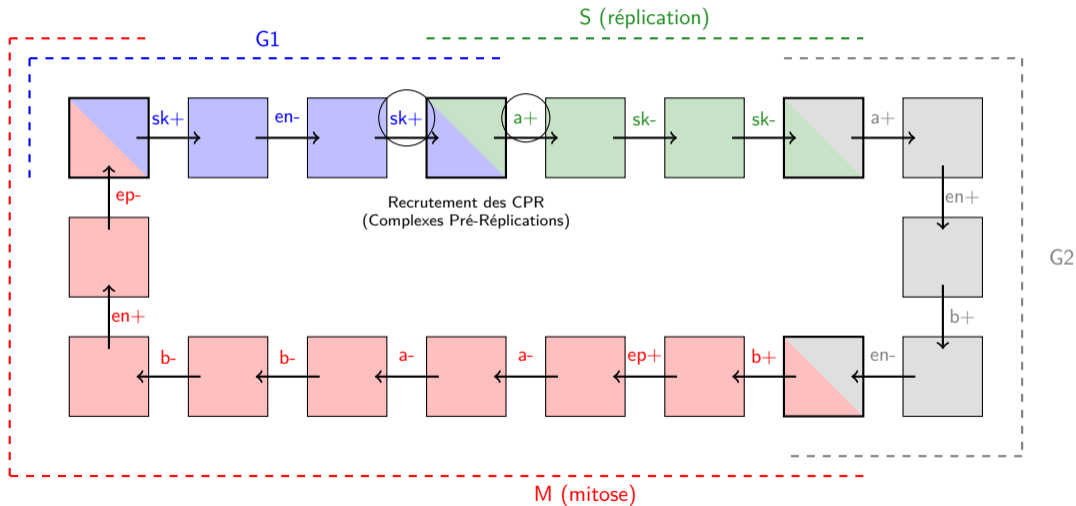 S (réplication)
G1
sk+ en- sk+ a+ sk- sk- a+
ep- en+
Recrutement des CPR
(Complexes Pré-Réplications)
G2
en+ b+
b- b- a- a- ep+ b+ en-
M (mitose)